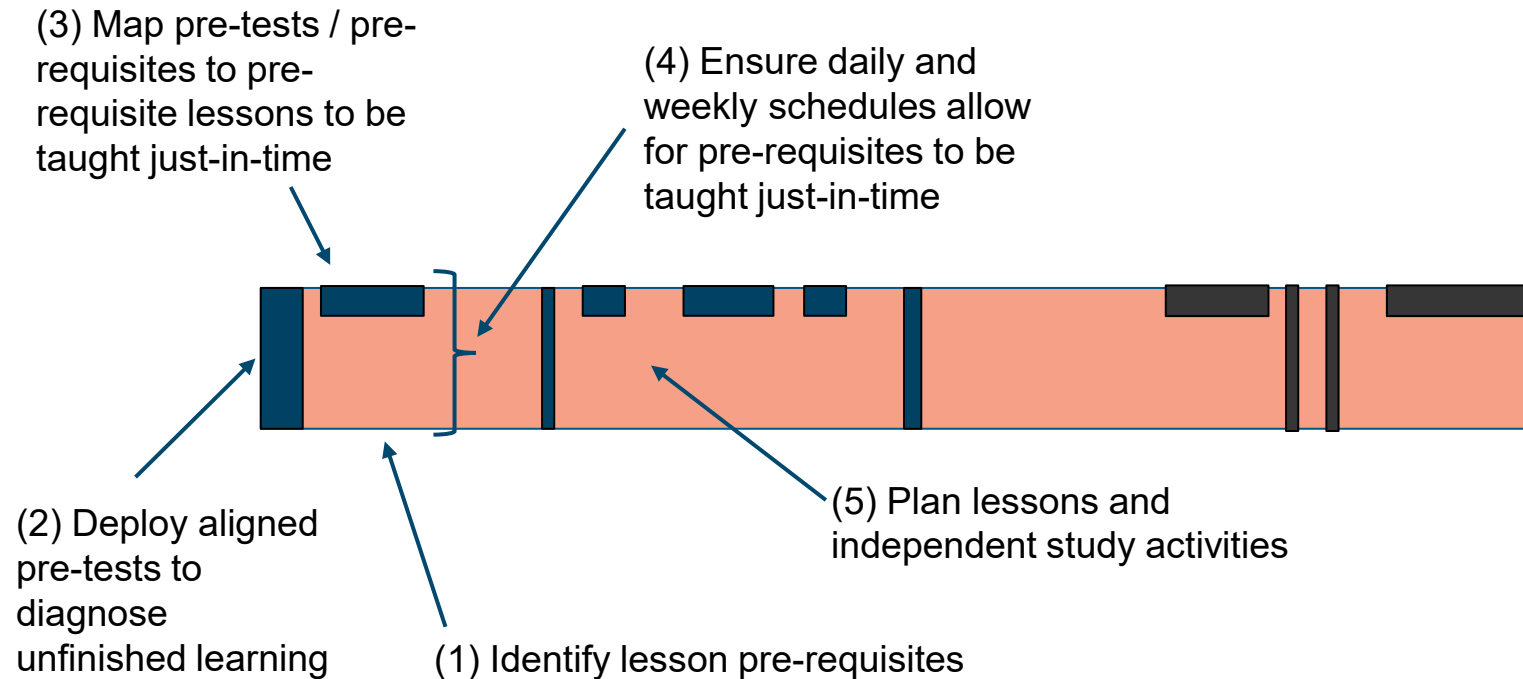 (3) Map pre-tests / pre-
requisites to pre-
requisite lessons to be
taught just-in-time
(4) Ensure daily and
weekly schedules allow
for pre-requisites to be
taught just-in-time
(2) Deploy aligned
pre-tests to
diagnose
unfinished learning
(5) Plan lessons and
independent study activities
(1) Identify lesson pre-requisites